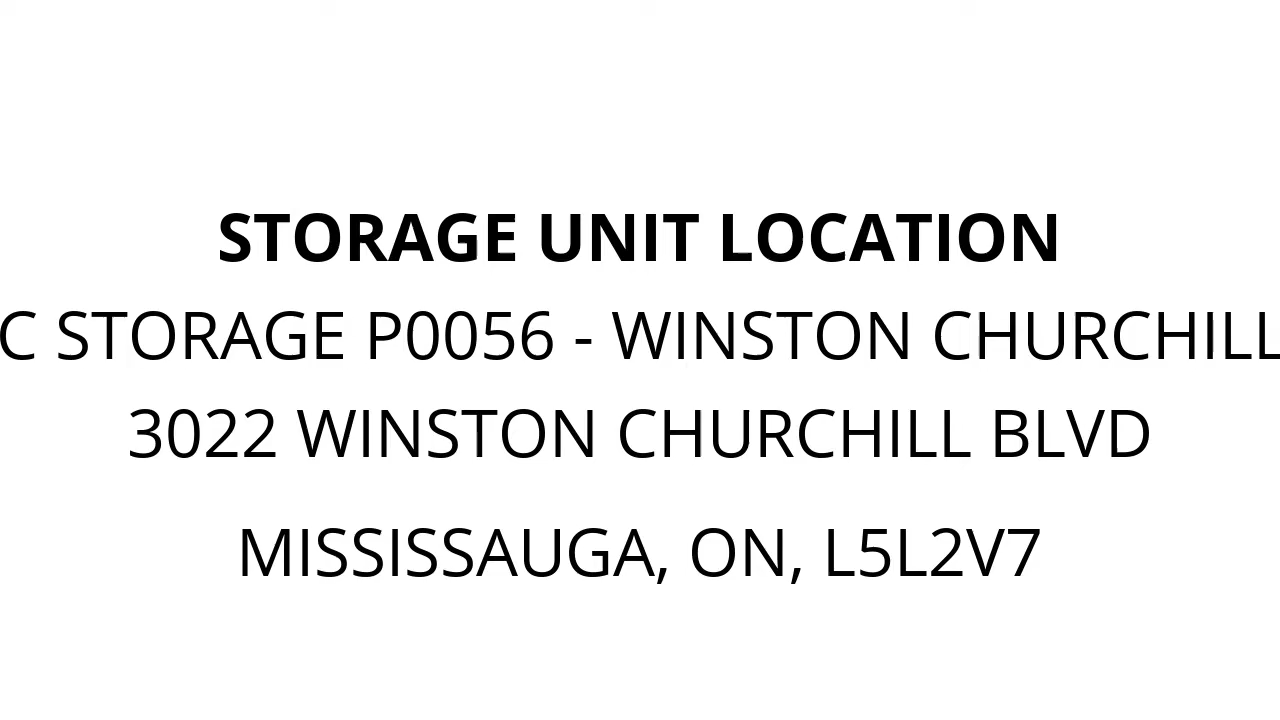 STORAGE UNIT LOCATION
C STORAGE P0056 - WINSTON CHURCHILL
3022 WINSTON CHURCHILL BLVD
MISSISSAUGA, ON, L5L2V7